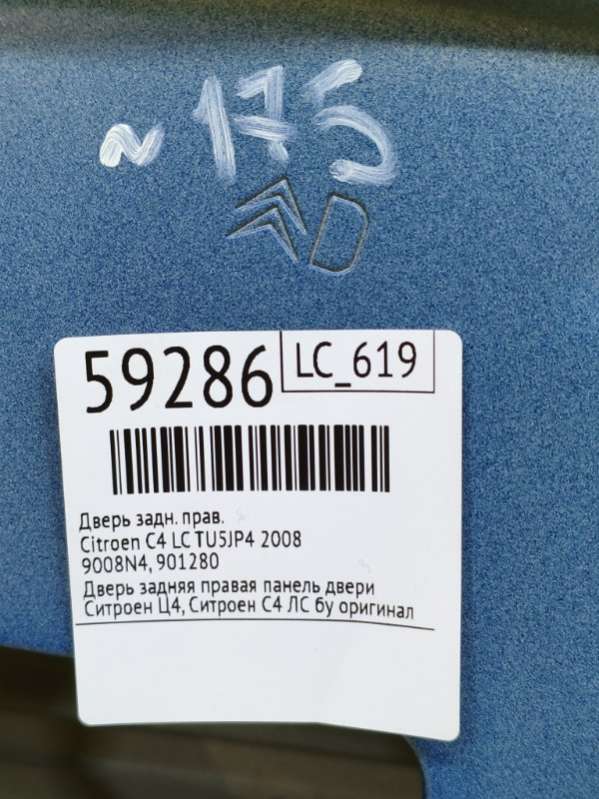 ~175
D
59286
LC_619
Дверь задн. прав.
Citroen C4 LC TU5JP4 2008
9008N4, 901280
Дверь задняя правая панель двери
Ситроен Ц4, Ситроен С4 ЛС бу оригинал